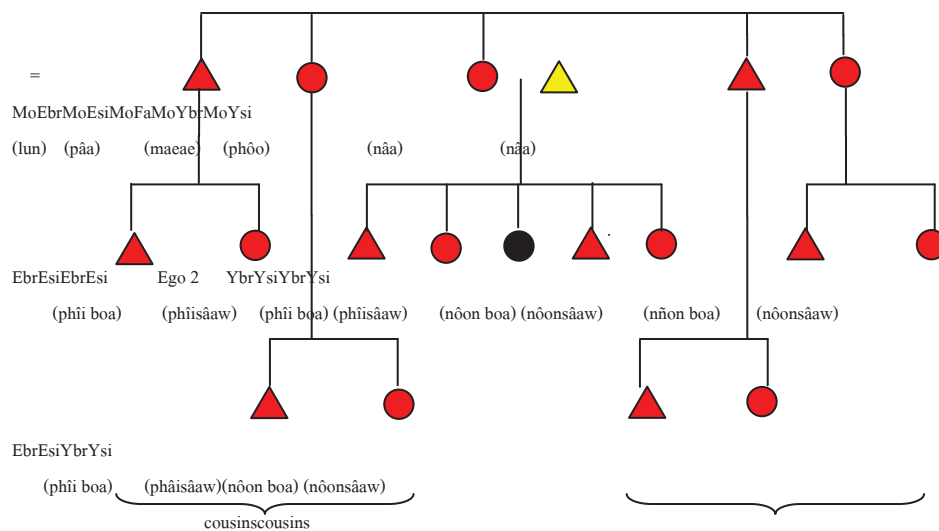 =
MoEbrMoEsiMoFaMoYbrMoYsi
(lun) (pâa) (maeae) (phôo) (nâa) (nâa)
EbrEsiEbrEsi Ego 2 YbrYsiYbrYsi
(phîi boa) (phîisâaw) (phîi boa) (phîisâaw) (nôon boa) (nôonsâaw) (nñon boa) (nôonsâaw)
EbrEsiYbrYsi
(phîi boa) (phâisâaw)(nôon boa) (nôonsâaw)
cousinscousins